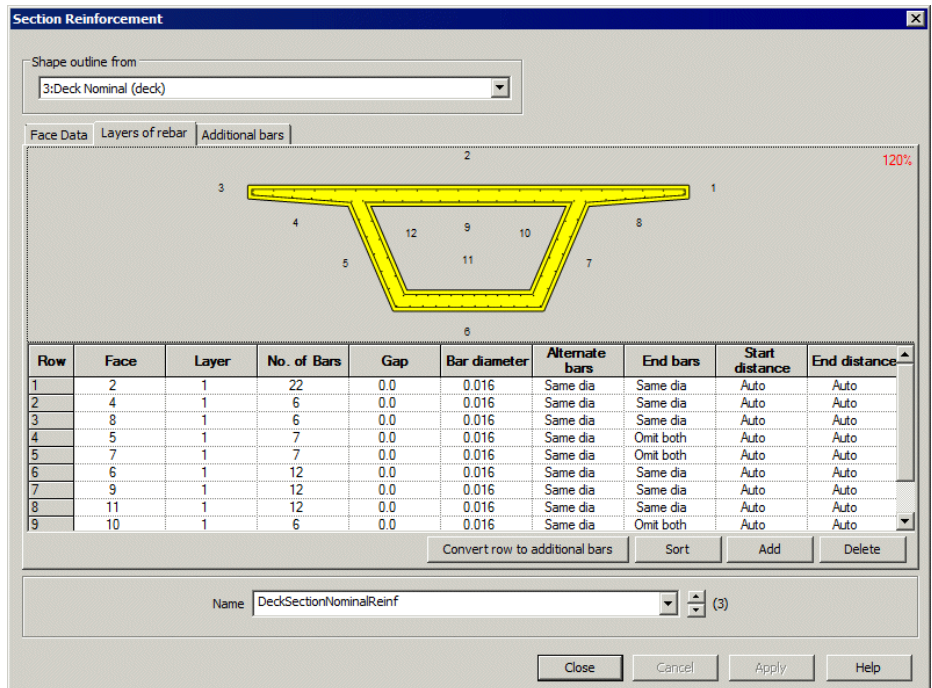 Section Reinforcement
Shape outline from
3:Deck Nominal (deck)
Face Data Layers of rebar Additional bars
2
120%
3 1
4 9 8
12 10
5 11 7
6
Row Face Layer No. of Bars Gap Bar diameter Alternate bars End bars Start distance End distance
1 2 1 22 0.0 0.016 Same dia Same dia Auto Auto
2 4 1 6 0.0 0.016 Same dia Same dia Auto Auto
3 8 1 6 0.0 0.016 Same dia Same dia Auto Auto
4 5 1 7 0.0 0.016 Same dia Omit both Auto Auto
5 7 1 7 0.0 0.016 Same dia Omit both Auto Auto
6 6 1 12 0.0 0.016 Same dia Same dia Auto Auto
7 9 1 12 0.0 0.016 Same dia Same dia Auto Auto
8 11 1 12 0.0 0.016 Same dia Same dia Auto Auto
9 10 1 6 0.0 0.016 Same dia Omit both Auto Auto
Convert row to additional bars Sort Add Delete
Name DeckSectionNominalReinf (3)
Close Cancel Apply Help